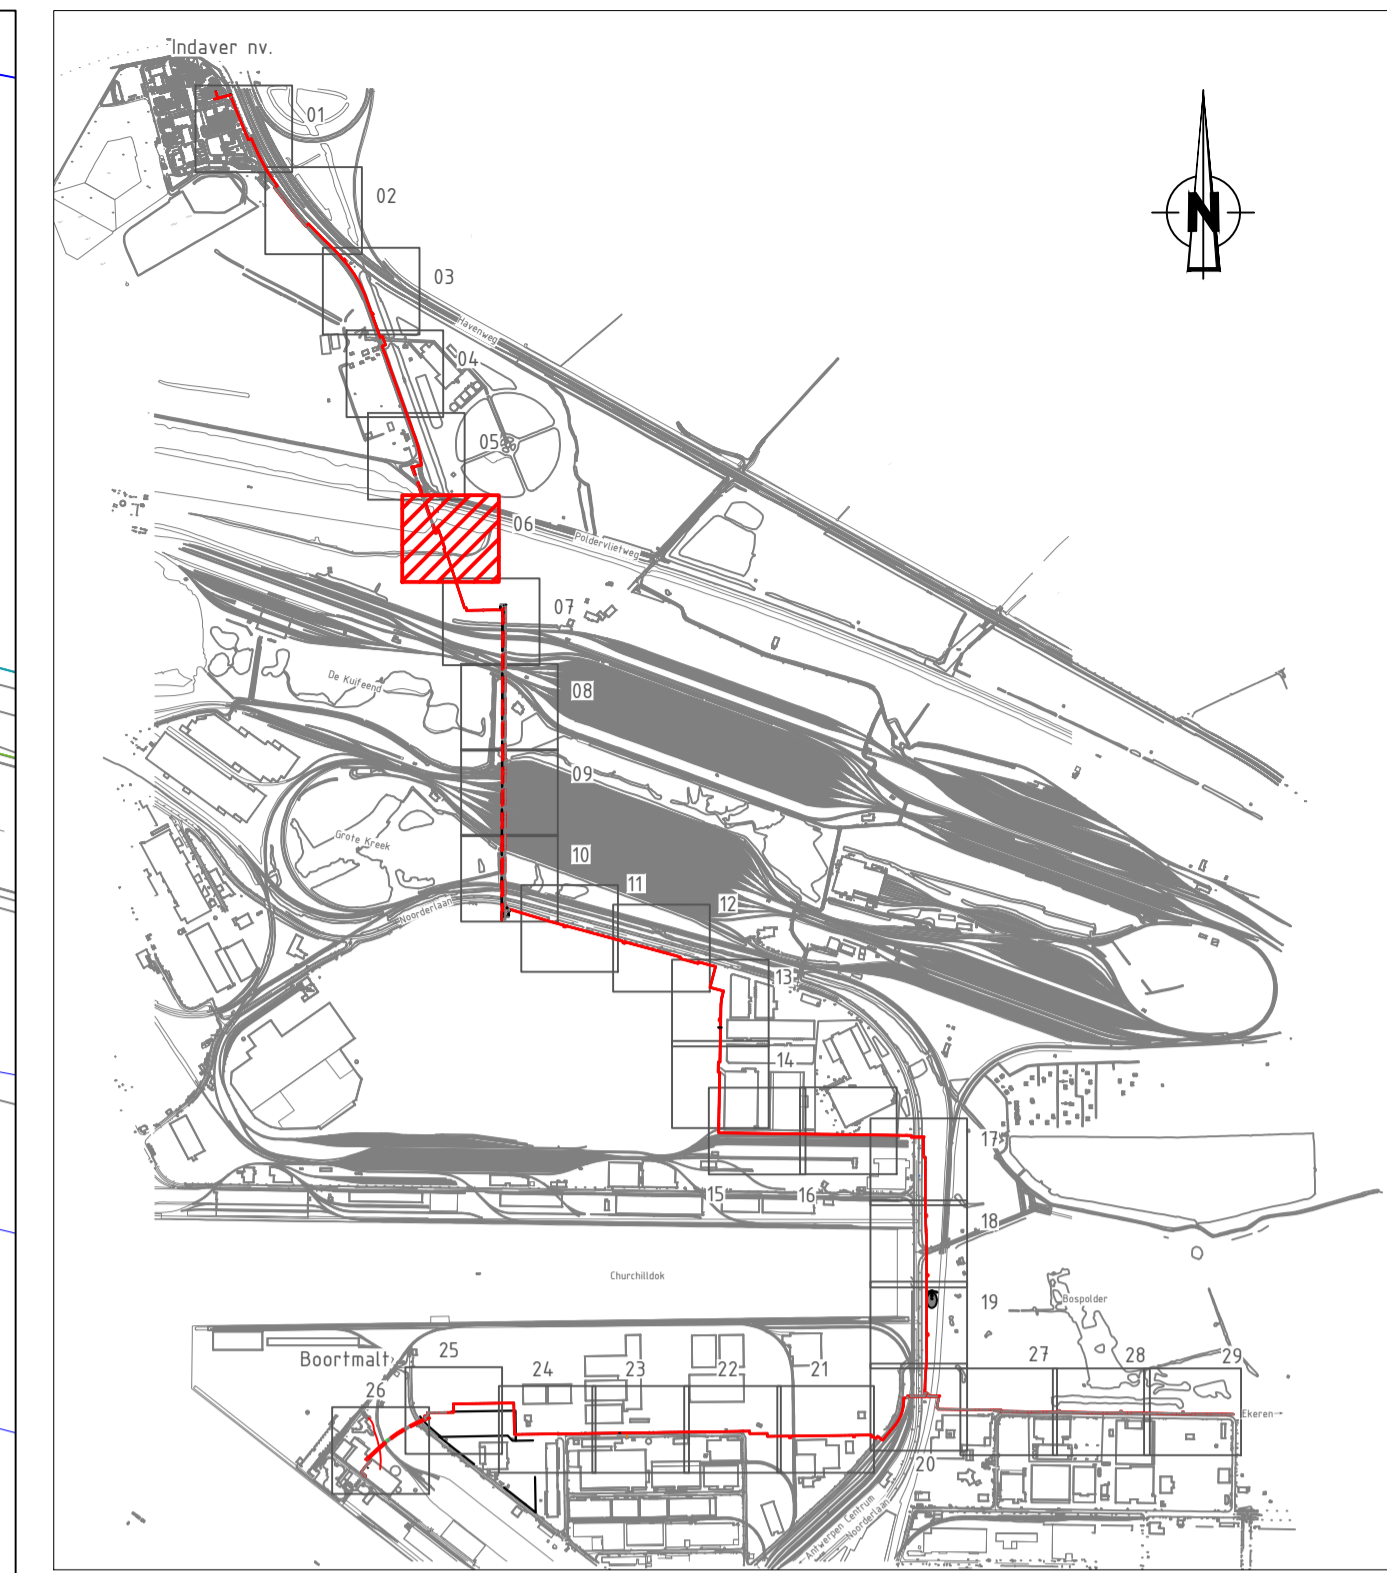 Indaver nv.
01
02
N
03
Havenweg
04
05
06
Poldervlietweg
07
De Kuifeend
08
09
Grote Kreek
10
11
Noorderlaan
12
13
14
17
15
16
18
Churchilldok
Bospolder
19
Boortmalt
25
24
23
22
21
27
28
29
26
Ekeren
20
Antwerpen Centrum
Noorderlaan